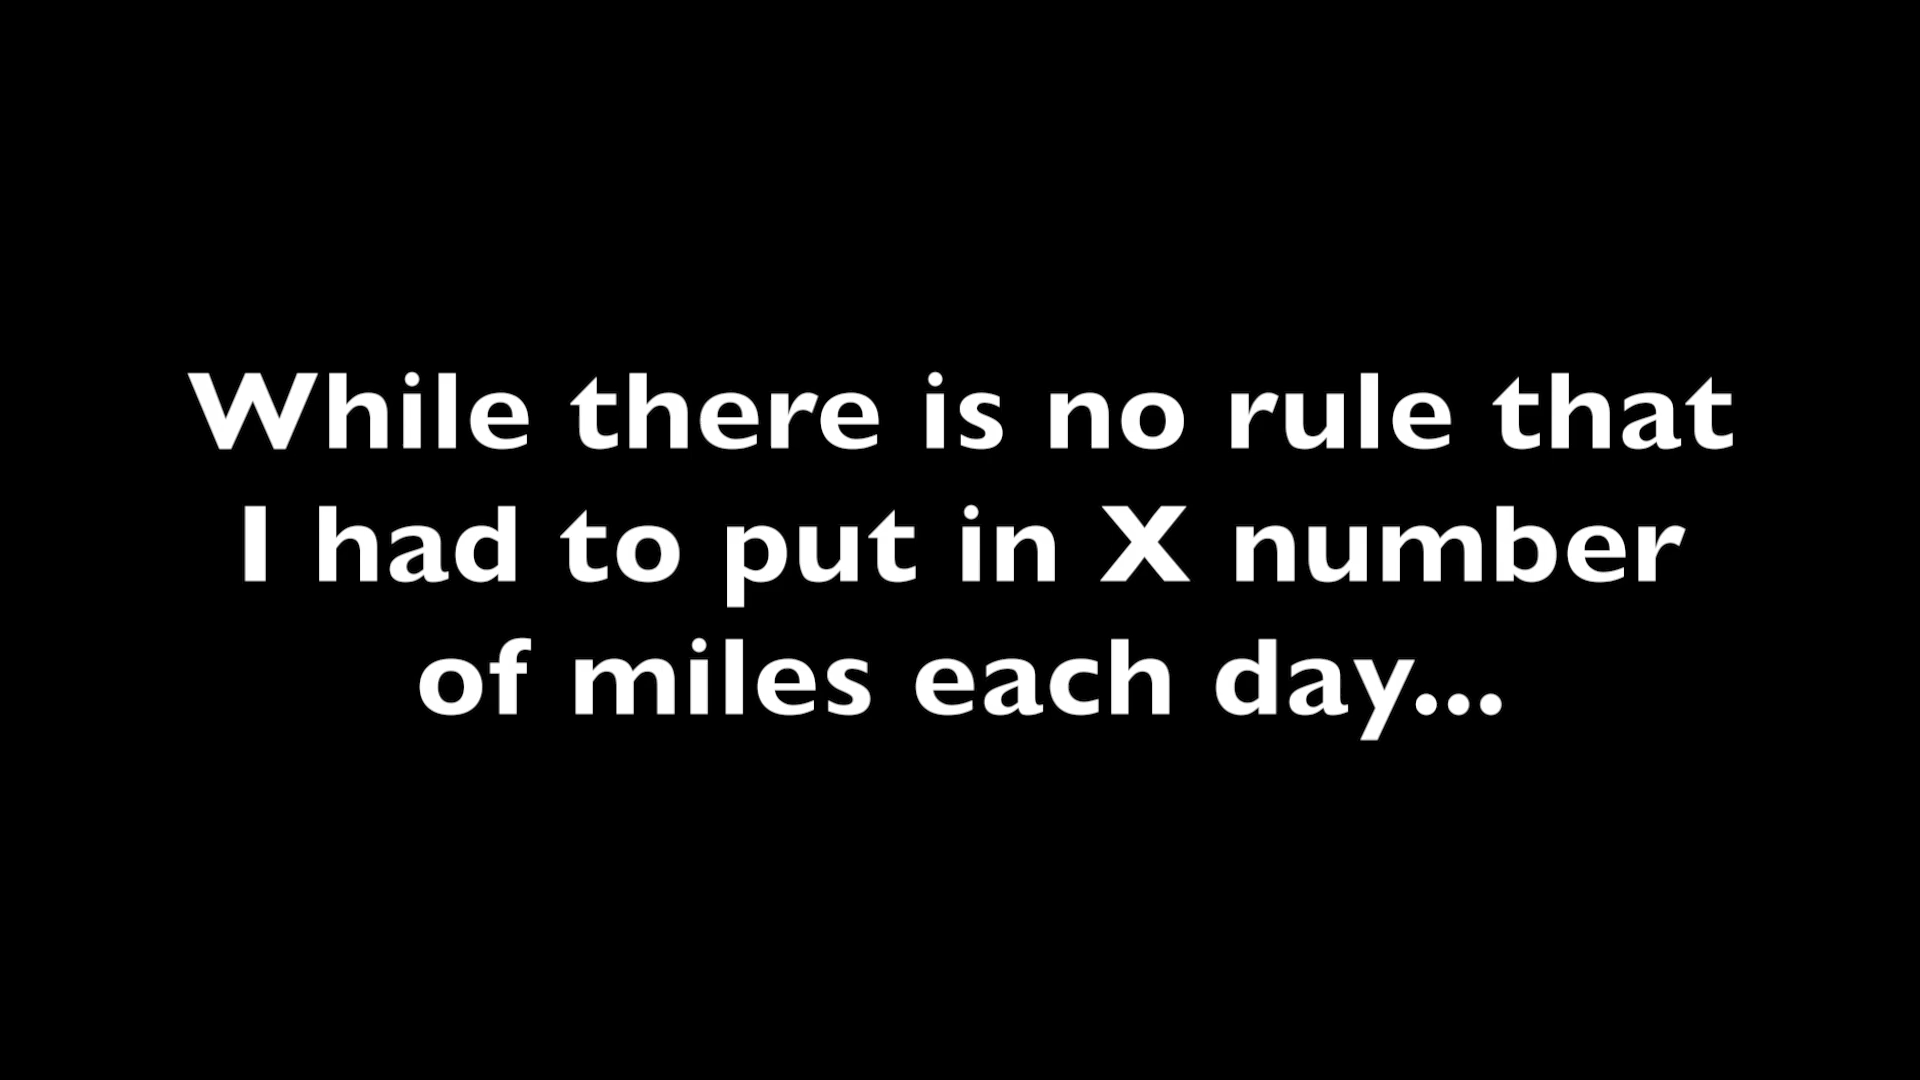 While there is no rule that
I had to put in X number
of miles each day...